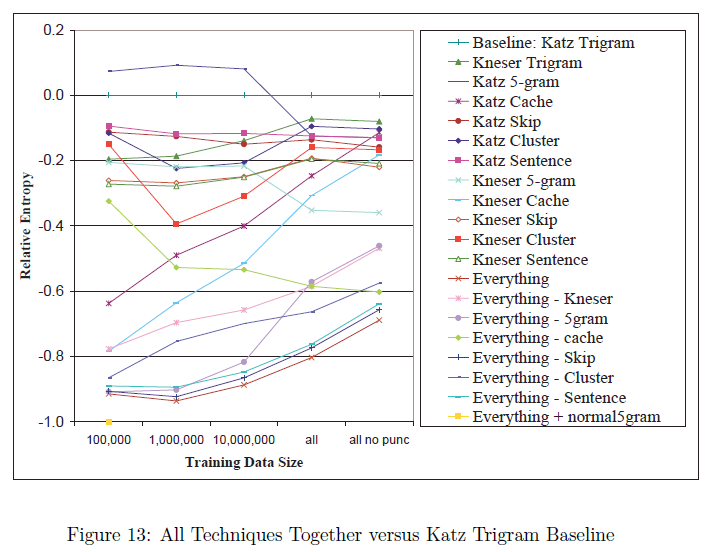 0.2
0.0
-0.2
-0.4
-0.6
-0.8
-1.0
Relative Entropy
100,000 1,000,000 10,000,000 all all no punc
Training Data Size
Baseline: Katz Trigram
Kneser Trigram
Katz 5-gram
Katz Cache
Katz Skip
Katz Cluster
Katz Sentence
Kneser 5-gram
Kneser Cache
Kneser Skip
Kneser Cluster
Kneser Sentence
Everything
Everything - Kneser
Everything - 5gram
Everything - cache
Everything - Skip
Everything - Cluster
Everything - Sentence
Everything + normal5gram
Figure 13: All Techniques Together versus Katz Trigram Baseline